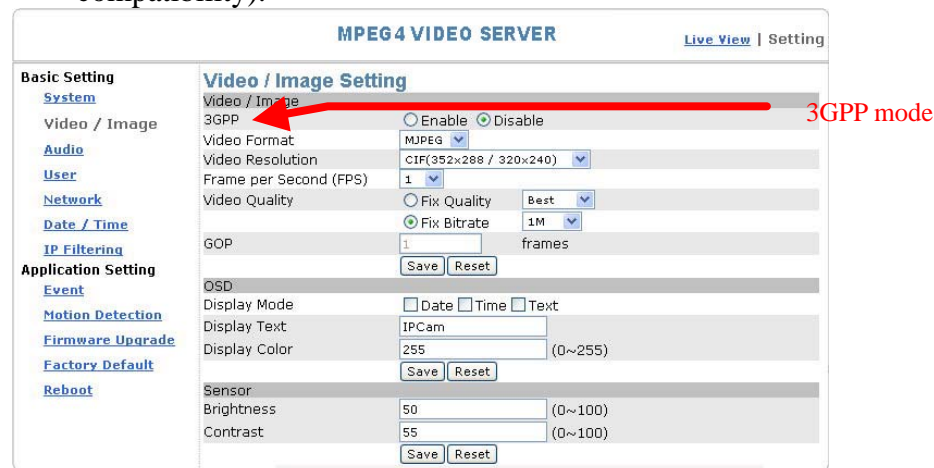 compatibility).
MPEG4 VIDEO SERVER
Live View | Setting
Basic Setting
System
Video / Image
Audio
User
Network
Date / Time
IP Filtering
Application Setting
Event
Motion Detection
Firmware Upgrade
Factory Default
Reboot
Video / Image Setting
Video / Image
3GPP Enable Disable
3GPP mode
Video Format MJPEG
Video Resolution CIF(352x288 / 320x240)
Frame per Second (FPS) 1
Video Quality Fix Quality Best
Fix Bitrate 1M
GOP 1 frames
Save Reset
OSD
Display Mode Date Time Text
Display Text IPCam
Display Color 255 (0~255)
Save Reset
Sensor
Brightness 50 (0~100)
Contrast 55 (0~100)
Save Reset